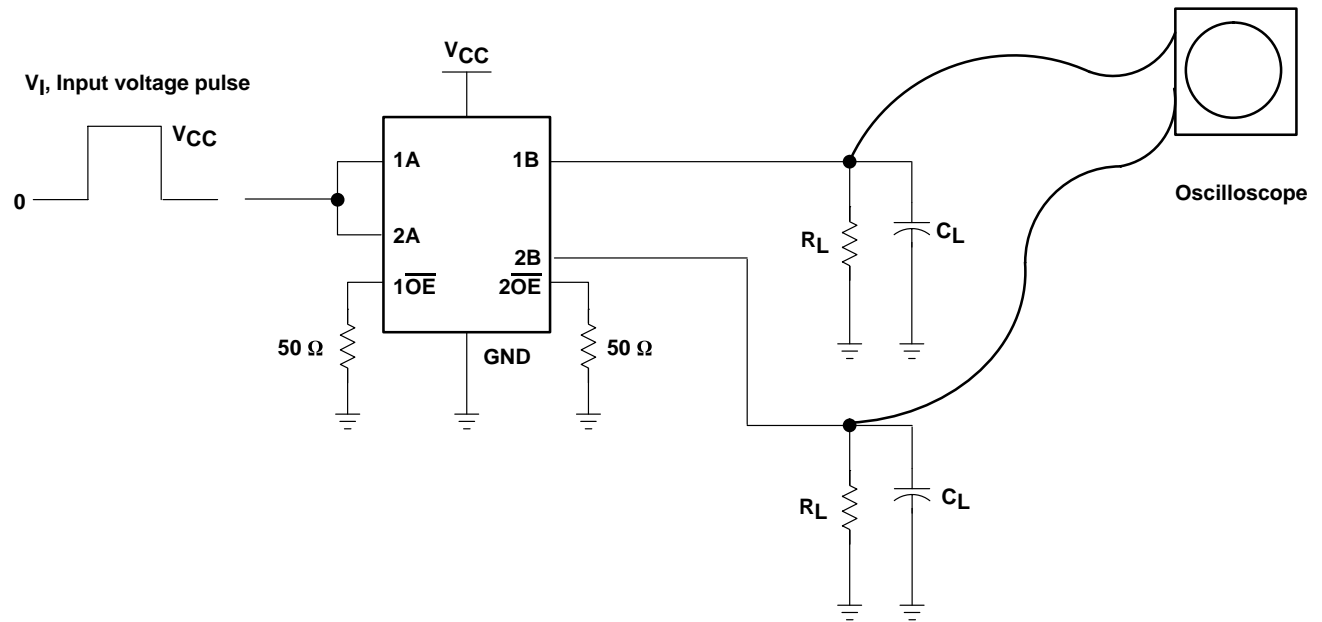 VCC
VI, Input voltage pulse
VCC
0
1A
1B
2A
2B
1OE
2OE
50 Ω
GND
50 Ω
RL
CL
Oscilloscope
RL
CL